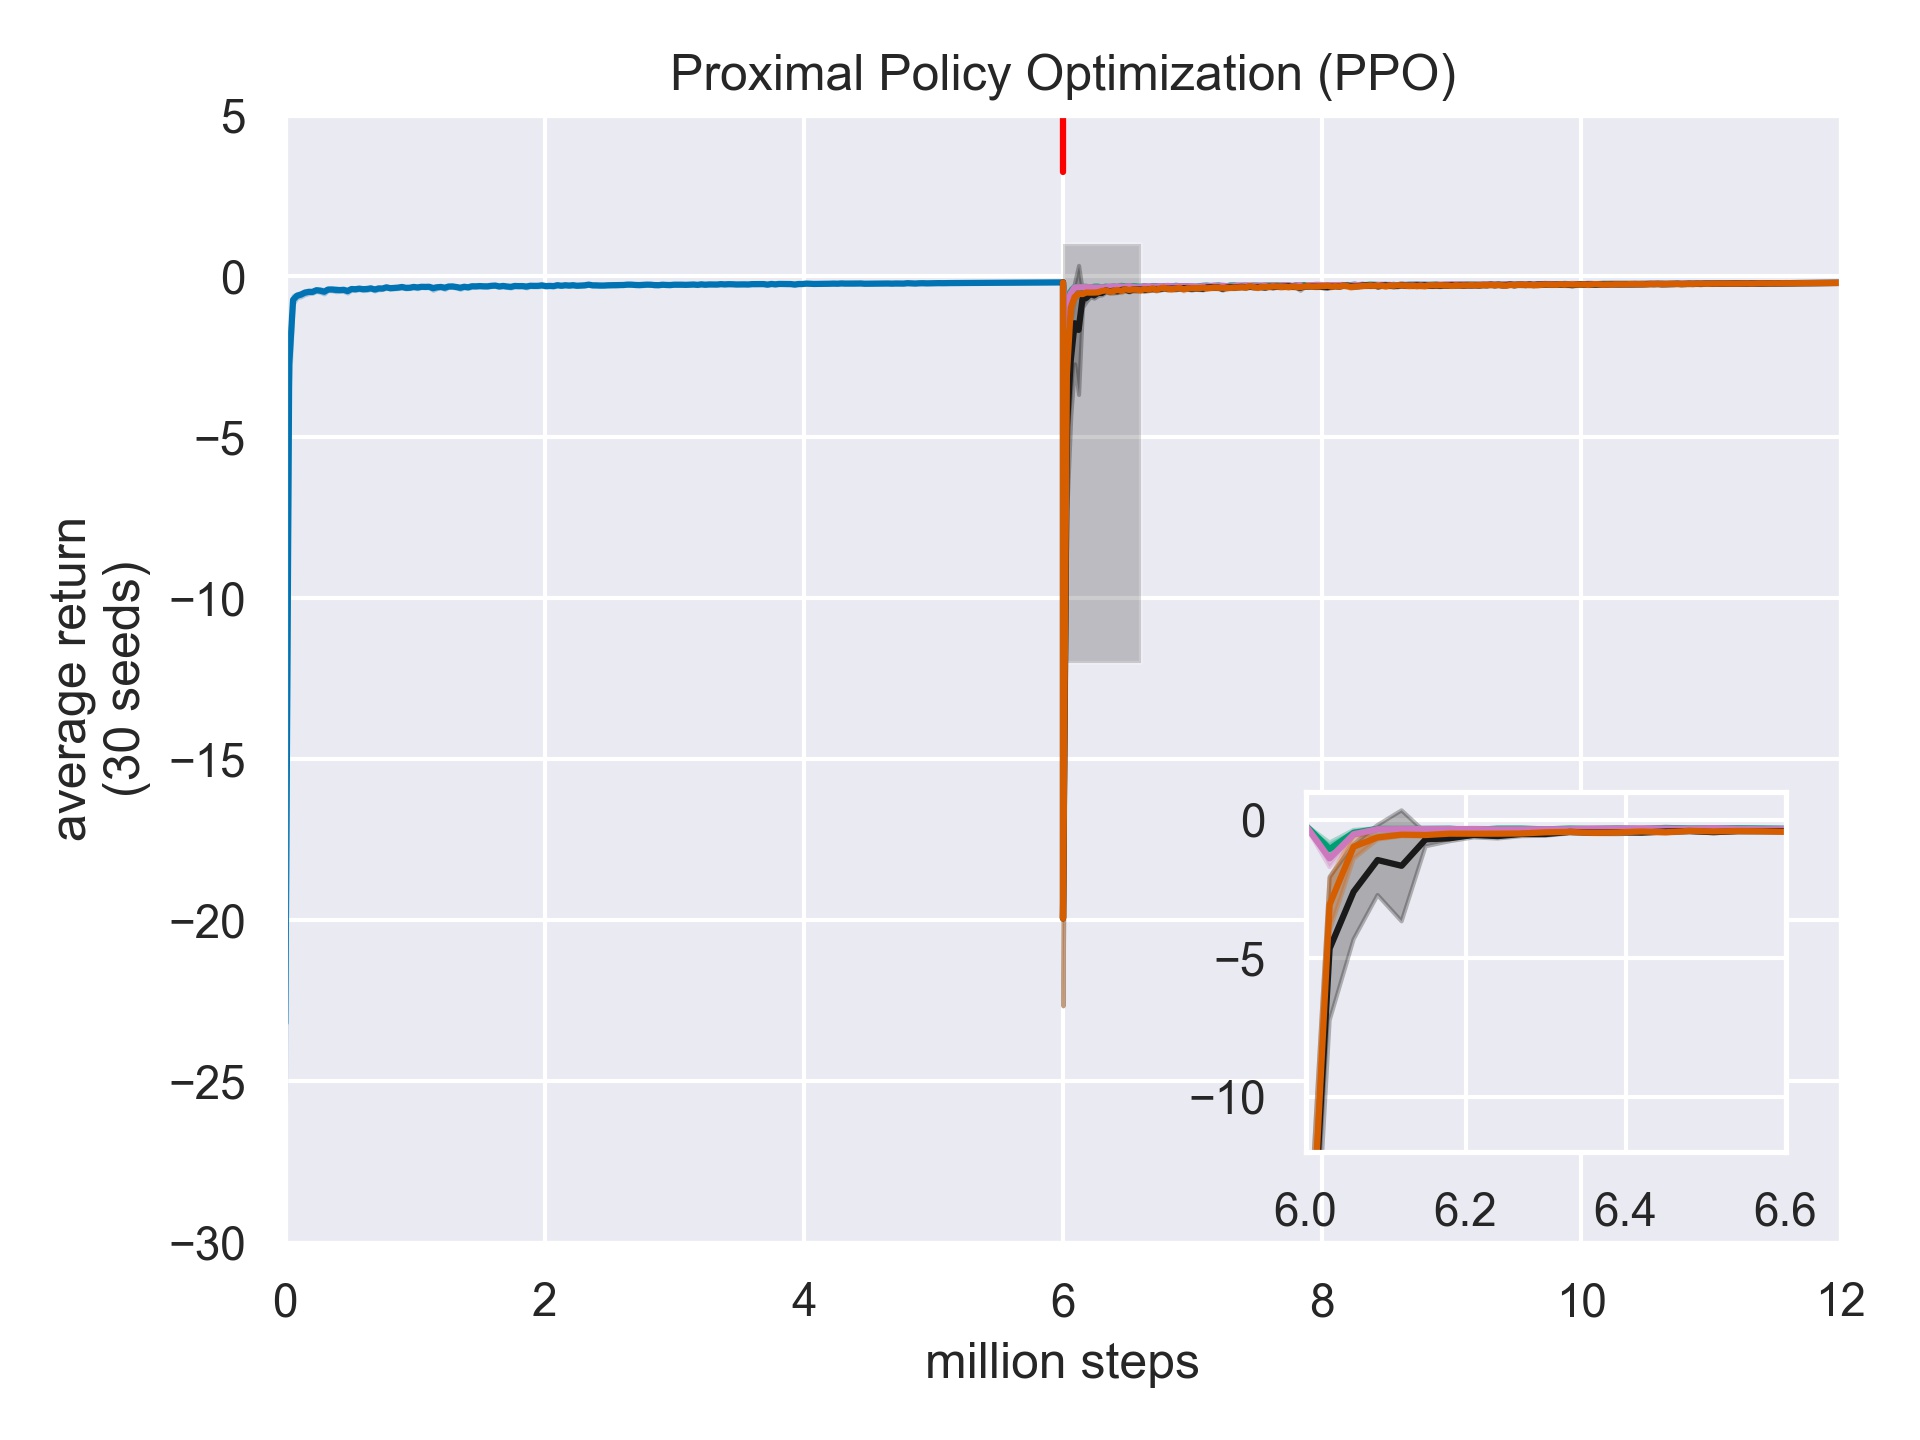 Proximal Policy Optimization (PPO)
5
0
−5
−10
−15
−20
−25
−30
average return
(30 seeds)
0
−5
−10
6.0 6.2 6.4 6.6
0 2 4 6 8 10 12
million steps